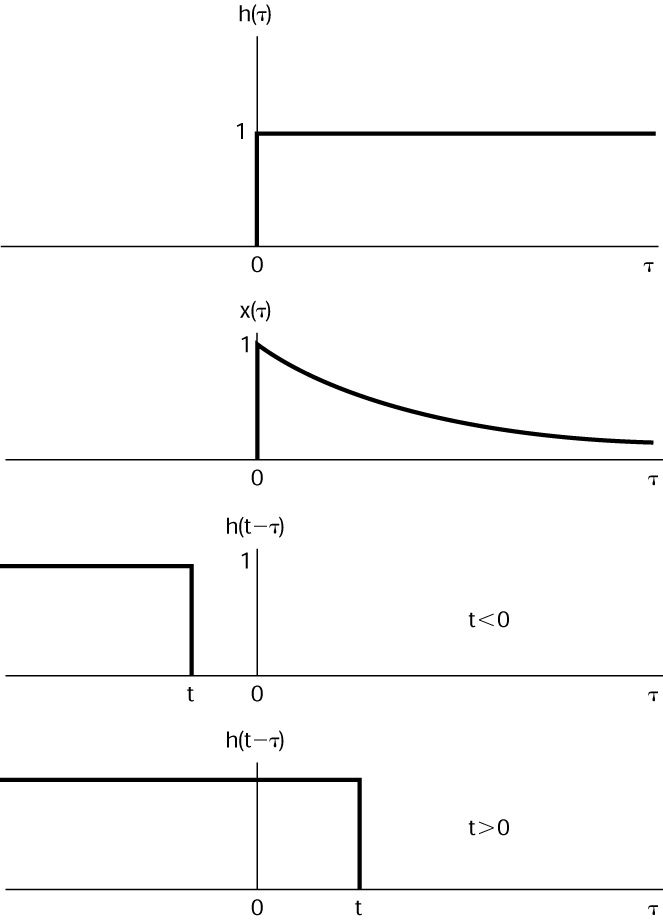 h(τ)
1
0 τ
x(τ)
1
0 τ
h(t−τ)
1
t<0
t 0 τ
h(t−τ)
t>0
0 t τ